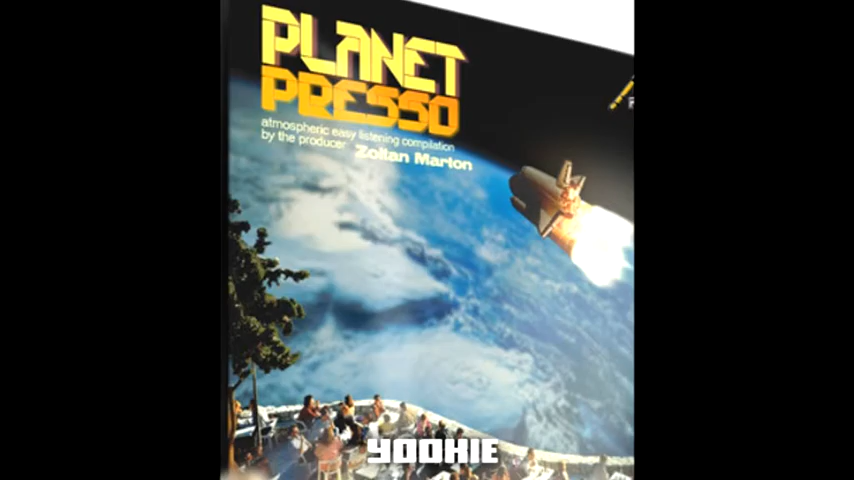 PLANET
PRESSO
atmospheric easy listening compilation
by the producer Zoltan Marton
YOOKIE